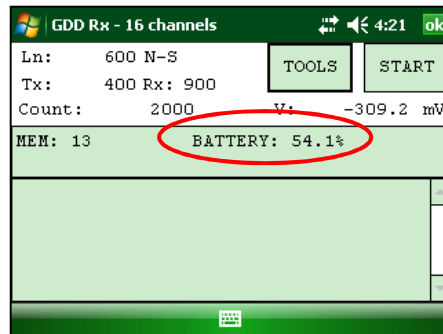 GDD Rx - 16 channels 4:21 ok
Ln: 600 N-S
TOOLS START
Tx: 400 Rx: 900
Count: 2000 V: -309.2 mV
MEM: 13 BATTERY: 54.1%